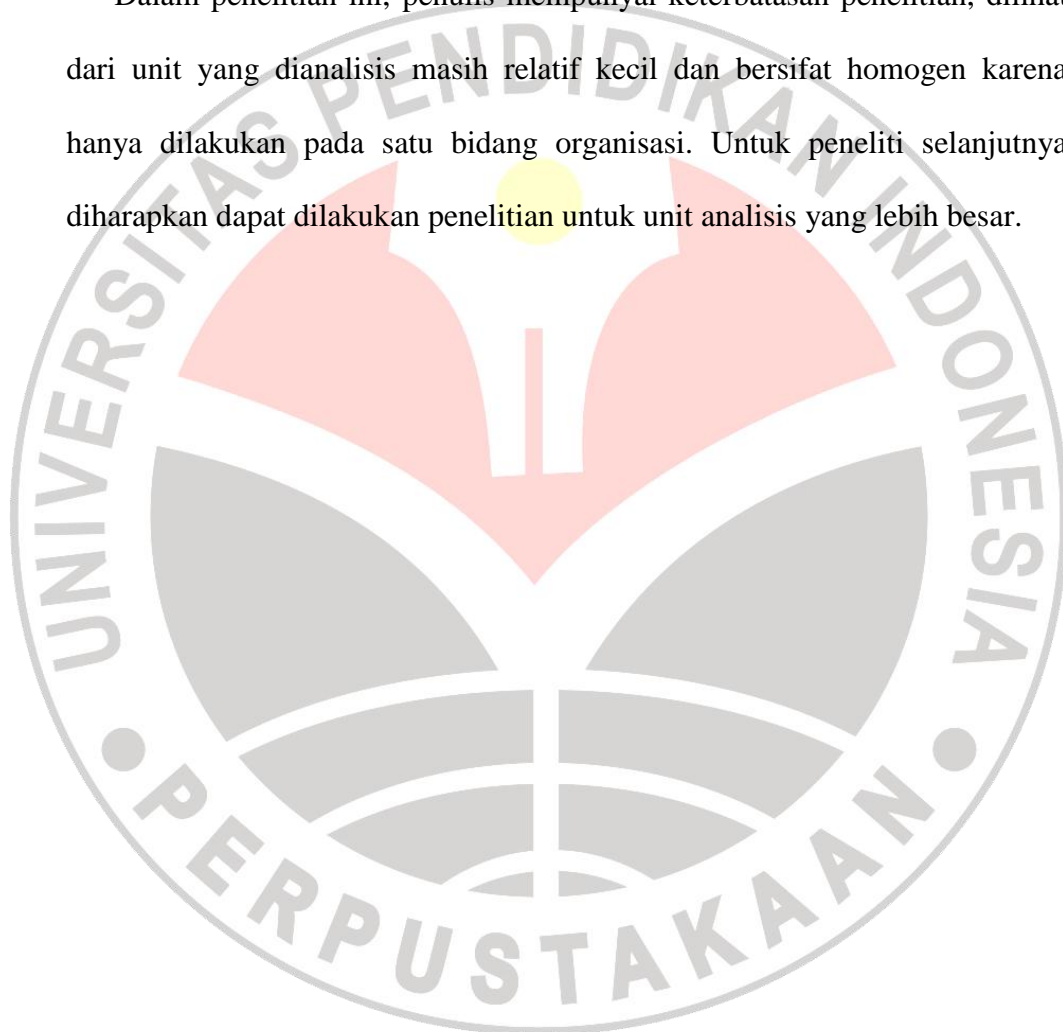 Dalam penelitian ini, penulis mempunyai keterbatasan penelitian, dilihat
dari unit yang dianalisis masih relatif kecil dan bersifat homogen karena
hanya dilakukan pada satu bidang organisasi. Untuk peneliti selanjutnya
diharapkan dapat dilakukan penelitian untuk unit analisis yang lebih besar.
UNIVERSITAS PENDIDIKAN INDONESIA
PERPUSTAKAAN